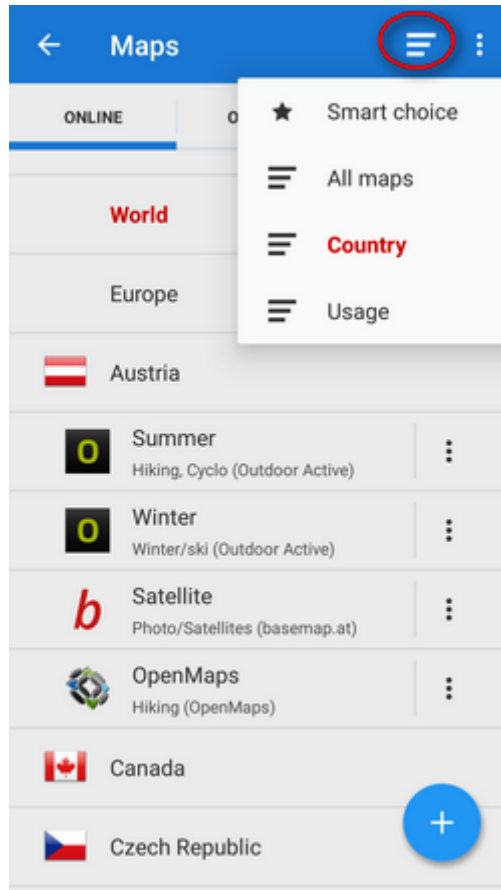 Maps
ONLINE
O
Smart choice
All maps
Country
Usage
World
Europe
Austria
O
Summer
Hiking, Cyclo (Outdoor Active)
O
Winter
Winter/ski (Outdoor Active)
b
Satellite
Photo/Satellites (basemap.at)
OpenMaps
Hiking (OpenMaps)
Canada
Czech Republic